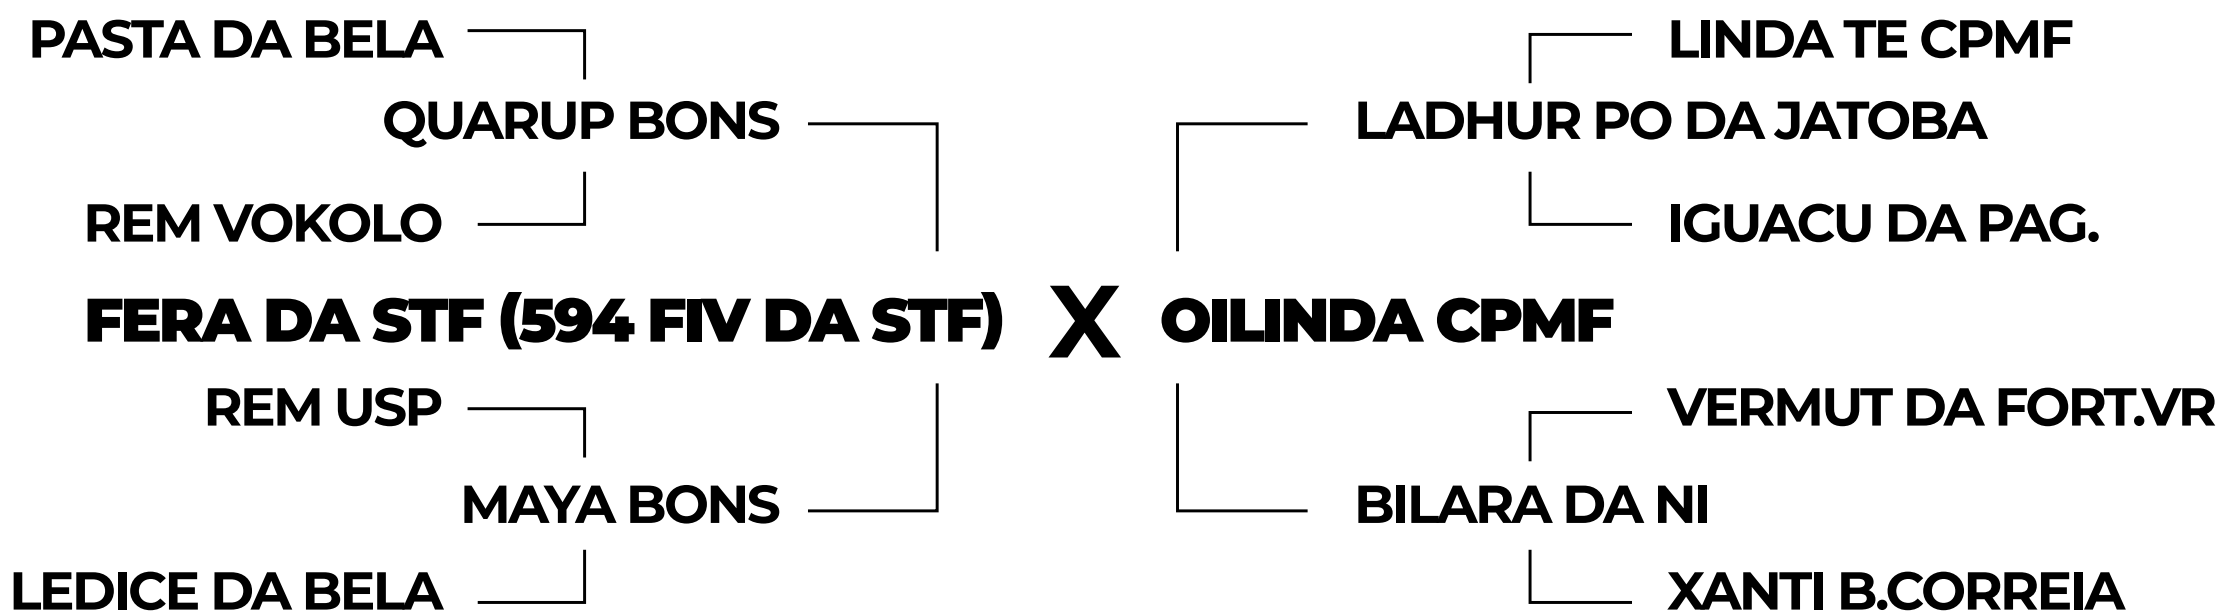 PASTA DA BELA
LINDA TE CPMF
QUARUP BONS
LADHUR PO DA JATOBA
REM VOKOLO
IGUACU DA PAG.
FERA DA STF (594 FIV DA STF) X OILINDA CPMF
REM USP
VERMUT DA FORT.VR
MAYA BONS
BILARA DA NI
LEDICE DA BELA
XANTI B.CORREIA